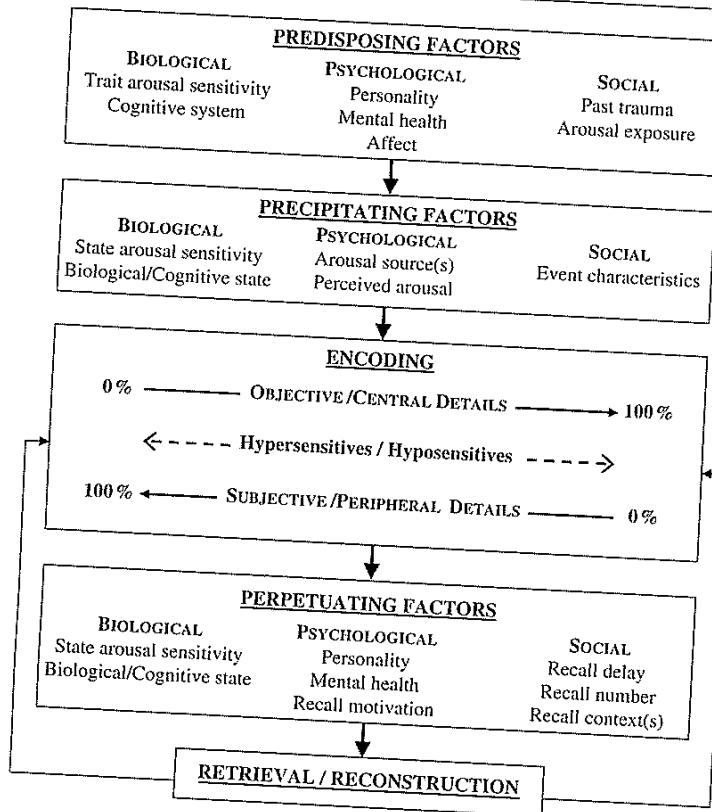 PREDISPOSING FACTORS
BIOLOGICAL PSYCHOLOGICAL SOCIAL
Trait arousal sensitivity Personality Past trauma
Cognitive system Mental health Arousal exposure
Affect
PRECIPITATING FACTORS
BIOLOGICAL PSYCHOLOGICAL SOCIAL
State arousal sensitivity Arousal source(s) Event characteristics
Biological/Cognitive state Perceived arousal
ENCODING
0% OBJECTIVE/CENTRAL DETAILS 100%
Hypersensitives / Hyposensitives
100% SUBJECTIVE/PERIPHERAL DETAILS 0%
PERPETUATING FACTORS
BIOLOGICAL PSYCHOLOGICAL SOCIAL
State arousal sensitivity Personality Recall delay
Biological/Cognitive state Mental health Recall number
Recall motivation Recall context(s)
RETRIEVAL / RECONSTRUCTION